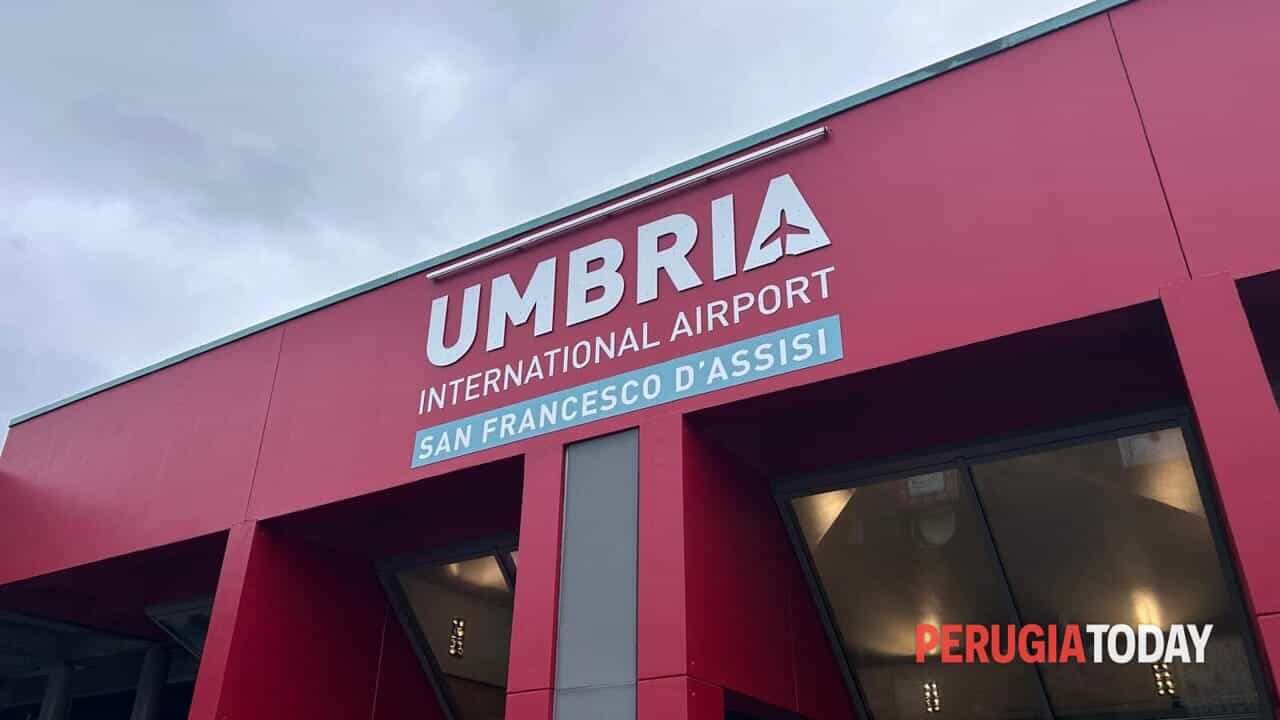 UMBRIA
INTERNATIONAL AIRPORT
SAN FRANCESCO D'ASSISI
PERUGIATODAY